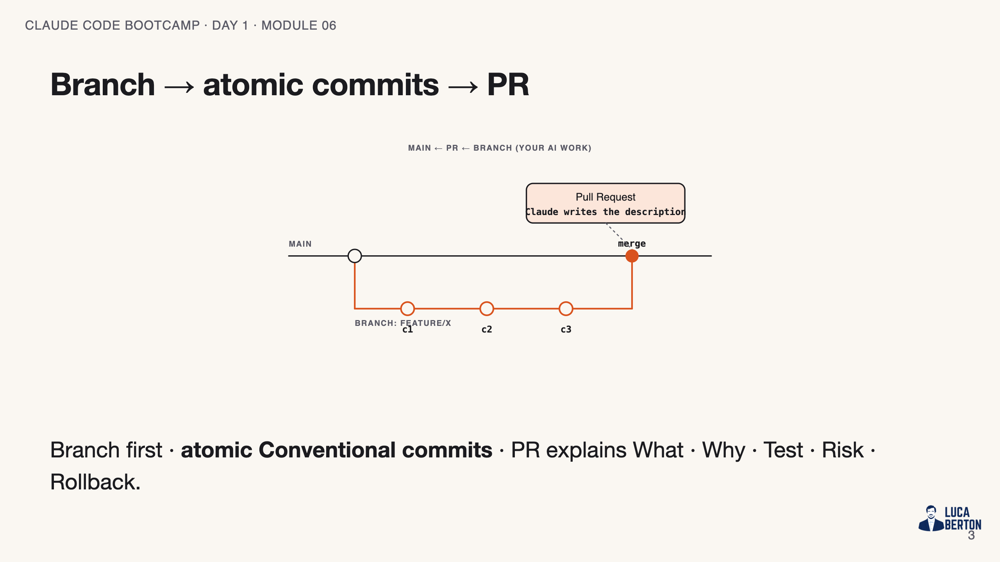 CLAUDE CODE BOOTCAMP · DAY 1 · MODULE 06
Branch → atomic commits → PR
MAIN ← PR ← BRANCH (YOUR AI WORK)
Pull Request
Claude writes the description
MAIN
merge
BRANCH: FEATURE/X
c1
c2
c3
Branch first · atomic Conventional commits · PR explains What · Why · Test · Risk ·
Rollback.
LUCA
BERTON
3